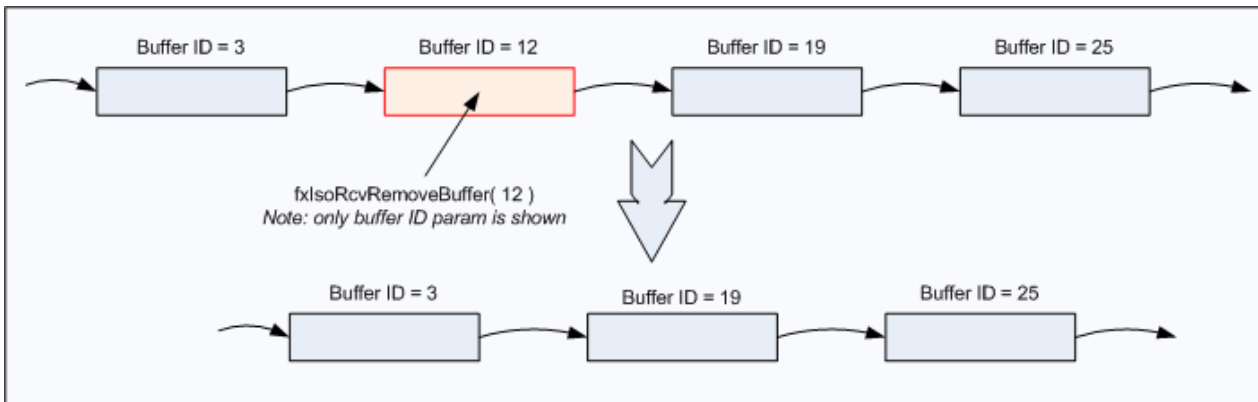 Buffer ID = 3
Buffer ID = 12
Buffer ID = 19
Buffer ID = 25
fxIsoRcvRemoveBuffer( 12 )
Note: only buffer ID param is shown
Buffer ID = 3
Buffer ID = 19
Buffer ID = 25